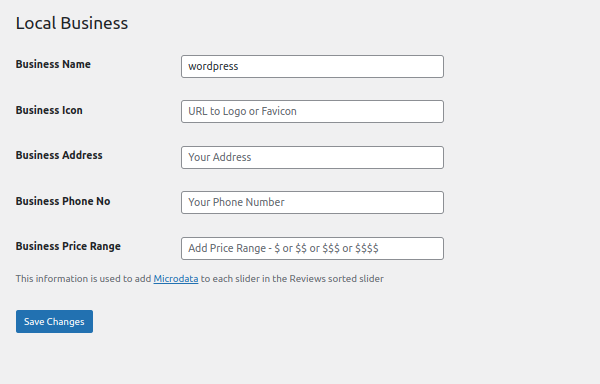 Local Business
Business Name
wordpress
Business Icon
URL to Logo or Favicon
Business Address
Your Address
Business Phone No
Your Phone Number
Business Price Range
Add Price Range - $ or $$ or $$$ or $$$$
This information is used to add Microdata to each slider in the Reviews sorted slider
Save Changes